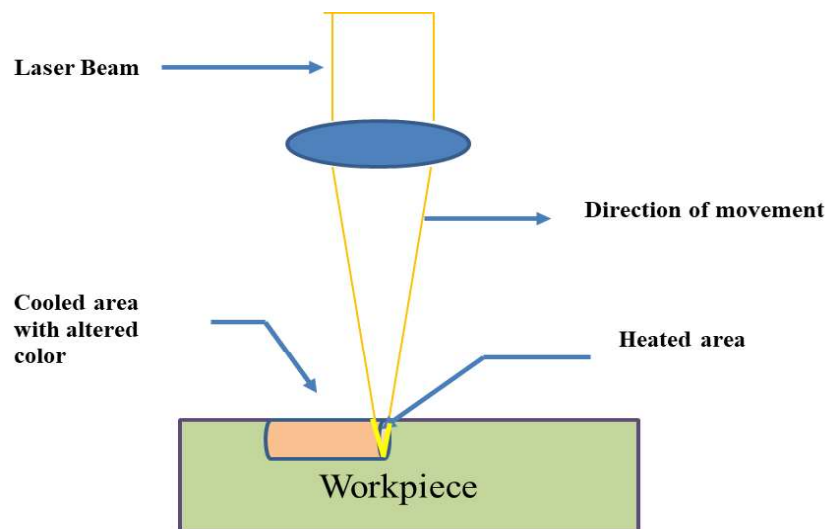 Laser Beam
Direction of movement
Cooled area
with altered
color
Heated area
Workpiece